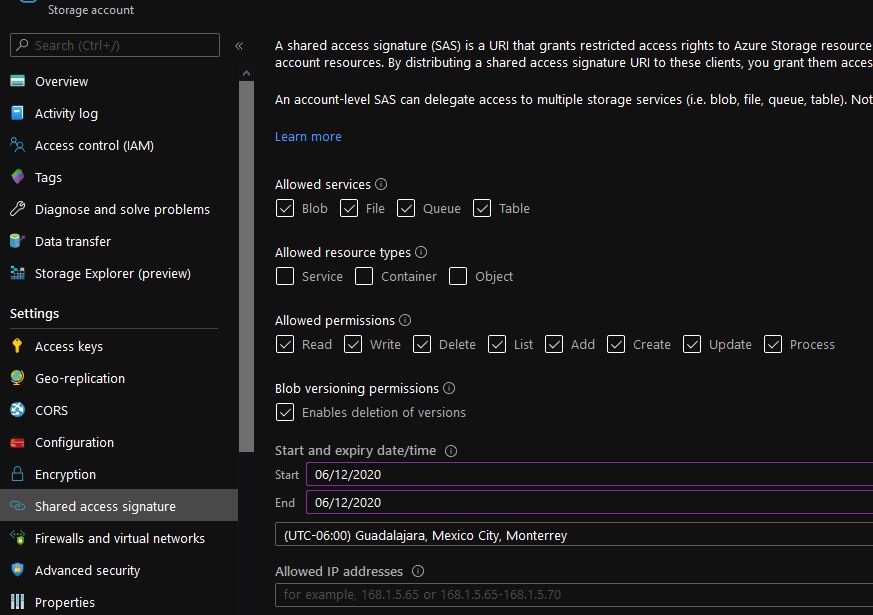 Storage account
Search (Ctrl+/)
«
Overview
Activity log
Access control (IAM)
Tags
Diagnose and solve problems
Data transfer
Storage Explorer (preview)
Settings
Access keys
Geo-replication
CORS
Configuration
Encryption
Shared access signature
Firewalls and virtual networks
Advanced security
Properties
A shared access signature (SAS) is a URI that grants restricted access rights to Azure Storage resource
account resources. By distributing a shared access signature URI to these clients, you grant them acces
An account-level SAS can delegate access to multiple storage services (i.e. blob, file, queue, table). Not
Learn more
Allowed services
Blob File Queue Table
Allowed resource types
Service Container Object
Allowed permissions
Read Write Delete List Add Create Update Process
Blob versioning permissions
Enables deletion of versions
Start and expiry date/time
Start 06/12/2020
End 06/12/2020
(UTC-06:00) Guadalajara, Mexico City, Monterrey
Allowed IP addresses
for example, 168.1.5.65 or 168.1.5.65-168.1.5.70